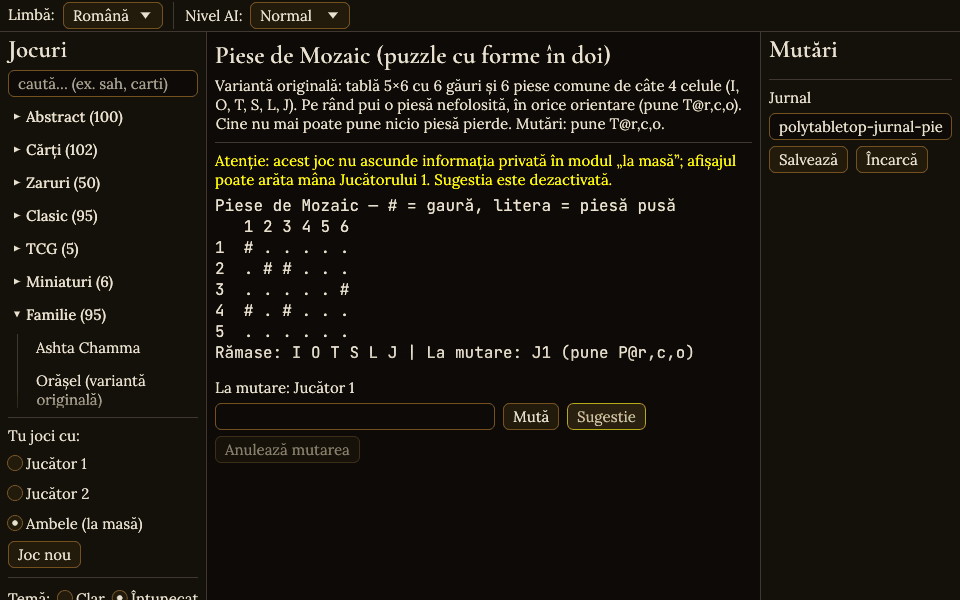 Limbă: Română ▼ Nivel AI: Normal ▼
Jocuri
caută... (ex. sah, carti)
▸ Abstract (100)
▸ Cărți (102)
▸ Zaruri (50)
▸ Clasic (95)
▸ TCG (5)
▸ Miniaturi (6)
▾ Familie (95)
Ashta Chamma
Orășel (variantă
originală)
Tu joci cu:
Jucător 1
Jucător 2
Ambele (la masă)
Joc nou
Temă: Clar Întunecat
Piese de Mozaic (puzzle cu forme în doi)
Variantă originală: tablă 5×6 cu 6 găuri și 6 piese comune de câte 4 celule (I,
O, T, S, L, J). Pe rând pui o piesă nefolosită, în orice orientare (pune T@r,c,o).
Cine nu mai poate pune nicio piesă pierde. Mutări: pune T@r,c,o.
Atenție: acest joc nu ascunde informația privată în modul „la masă”; afișajul
poate arăta mâna Jucătorului 1. Sugestia este dezactivată.
Piese de Mozaic — # = gaură, litera = piesă pusă
1 2 3 4 5 6
1 # . . . . .
2 . # # . . .
3 . . . . . #
4 # . # . . .
5 . . . . . .
Rămase: I O T S L J | La mutare: J1 (pune P@r,c,o)
La mutare: Jucător 1
Mută Sugestie
Anulează mutarea
Mutări
Jurnal
polytabletop-jurnal-pie
Salvează Încarcă